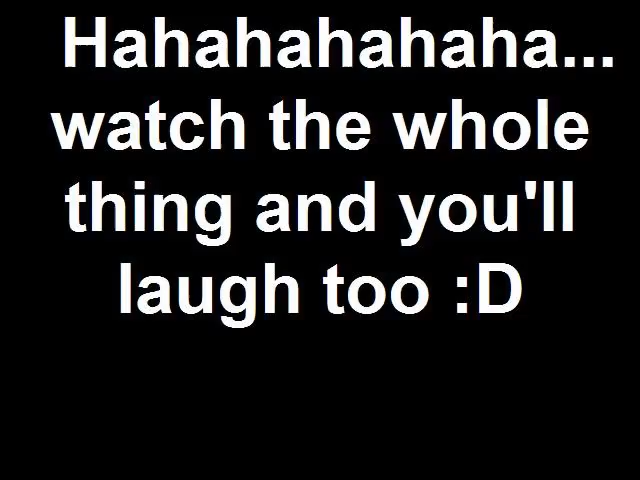 Hahahahahaha...
watch the whole
thing and you'll
laugh too :D